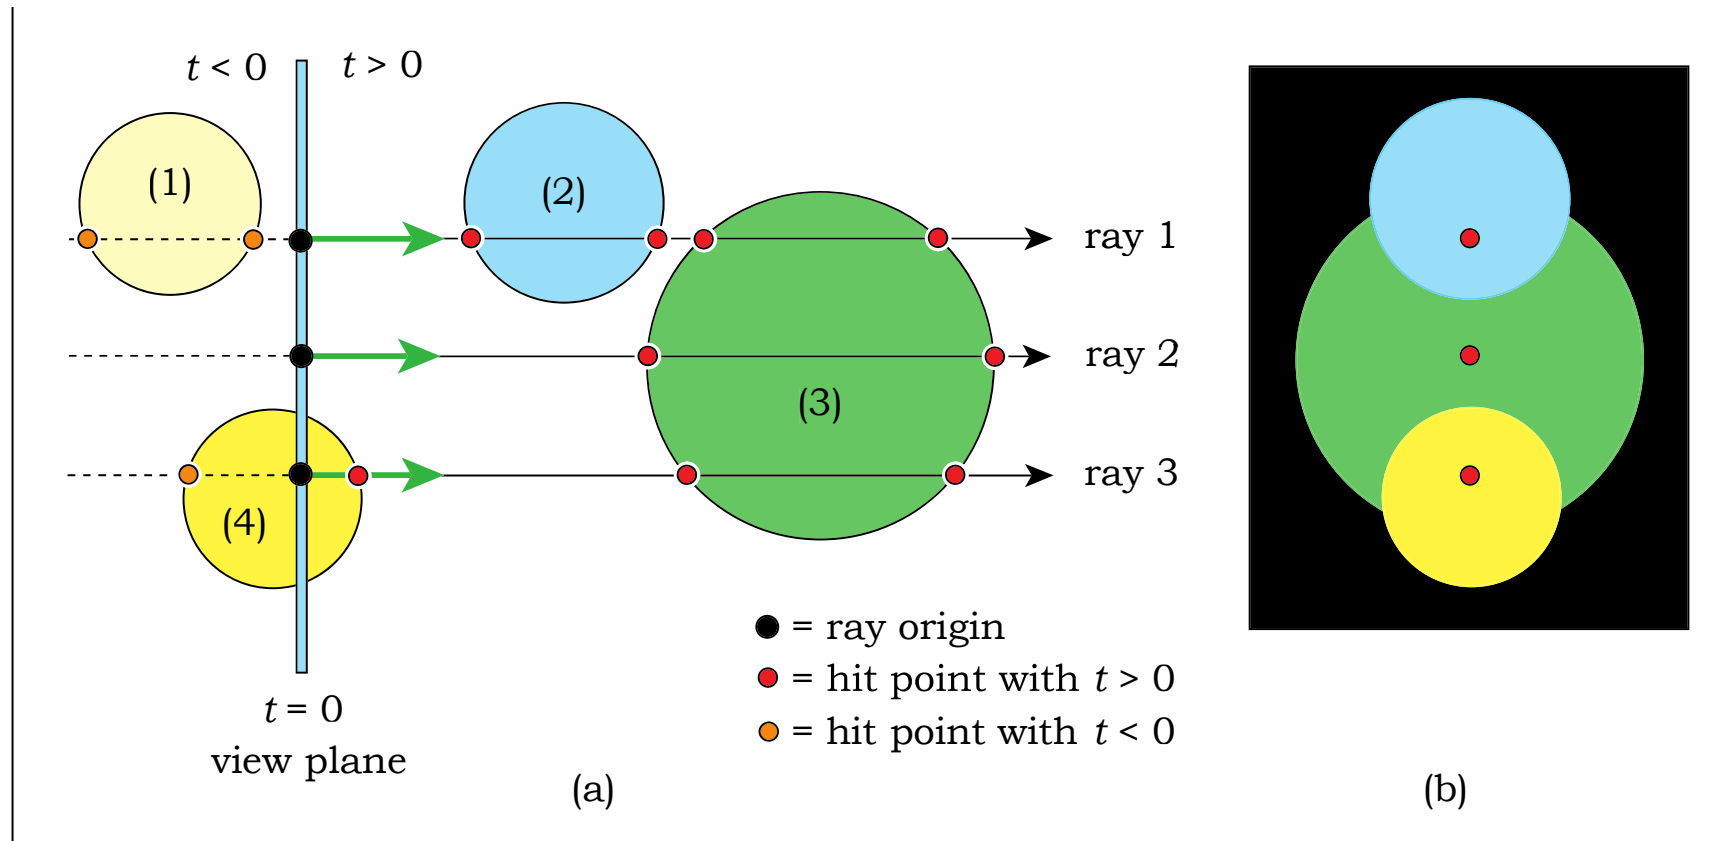 t < 0
t > 0
(1)
(2)
ray 1
ray 2
(3)
ray 3
(4)
= ray origin
= hit point with t > 0
= hit point with t < 0
t = 0
view plane
(a)
(b)